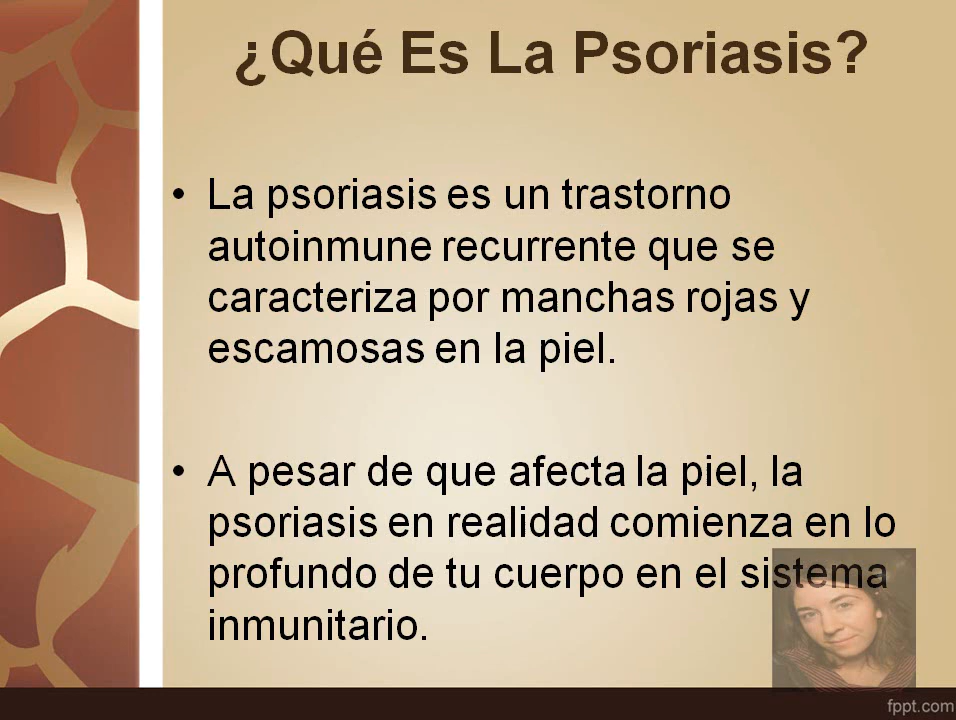 ¿Qué Es La Psoriasis?
• La psoriasis es un trastorno
autoinmune recurrente que se
caracteriza por manchas rojas y
escamosas en la piel.
• A pesar de que afecta la piel, la
psoriasis en realidad comienza en lo
profundo de tu cuerpo en el sistema
inmunitario.
fppt.com